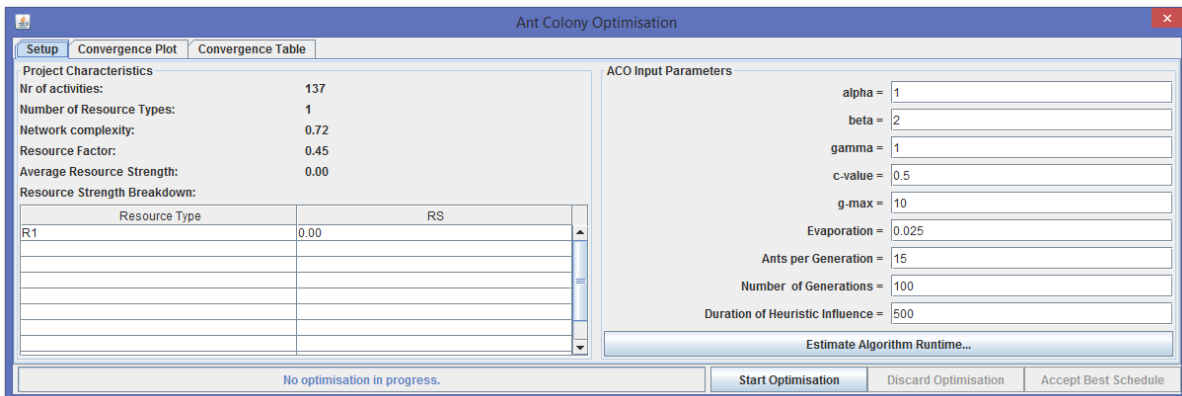 Ant Colony Optimisation
Setup Convergence Plot Convergence Table
Project Characteristics
Nr of activities: 137
Number of Resource Types: 1
Network complexity: 0.72
Resource Factor: 0.45
Average Resource Strength: 0.00
Resource Strength Breakdown:
Resource Type RS
R1 0.00
ACO Input Parameters
alpha = 1
beta = 2
gamma = 1
c-value = 0.5
g-max = 10
Evaporation = 0.025
Ants per Generation = 15
Number of Generations = 100
Duration of Heuristic Influence = 500
Estimate Algorithm Runtime...
No optimisation in progress. Start Optimisation Discard Optimisation Accept Best Schedule